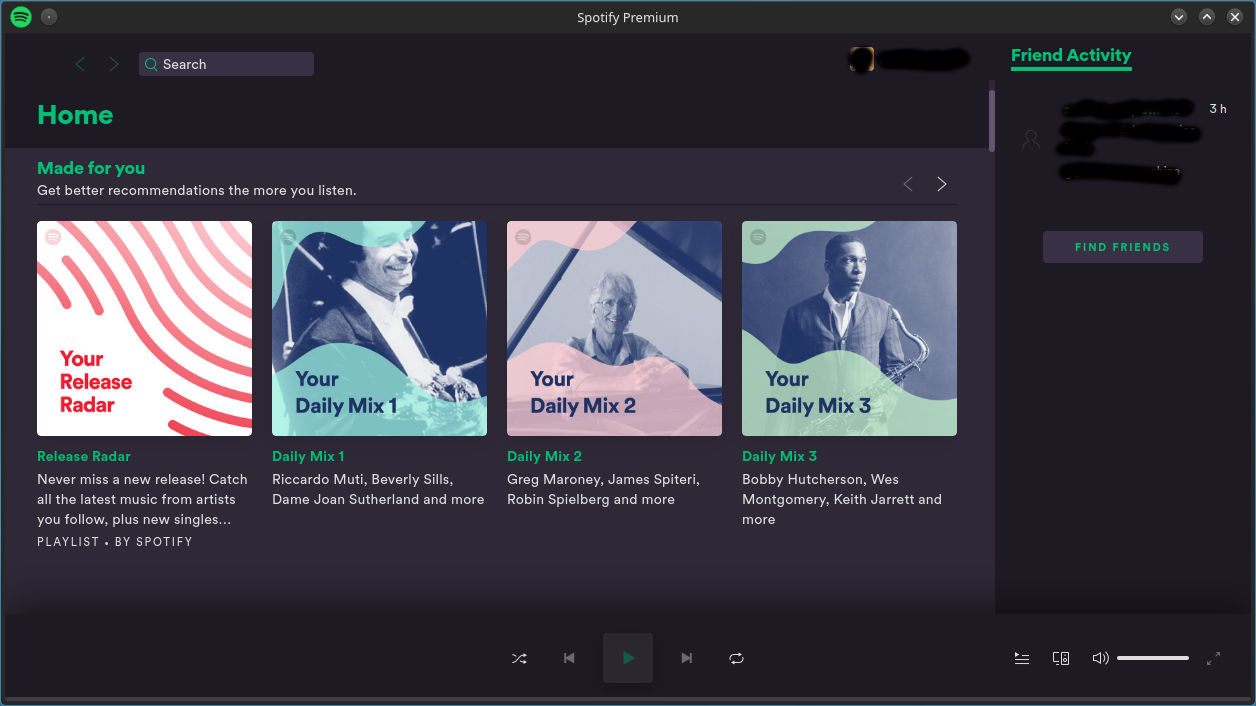 Spotify Premium
Search
Friend Activity
3 h
Home
Made for you
Get better recommendations the more you listen.
FIND FRIENDS
Your
Release
Radar
Your
Daily Mix 1
Your
Daily Mix 2
Your
Daily Mix 3
Release Radar
Never miss a new release! Catch
all the latest music from artists
you follow, plus new singles...
PLAYLIST • BY SPOTIFY
Daily Mix 1
Riccardo Muti, Beverly Sills,
Dame Joan Sutherland and more
Daily Mix 2
Greg Maroney, James Spiteri,
Robin Spielberg and more
Daily Mix 3
Bobby Hutcherson, Wes
Montgomery, Keith Jarrett and
more